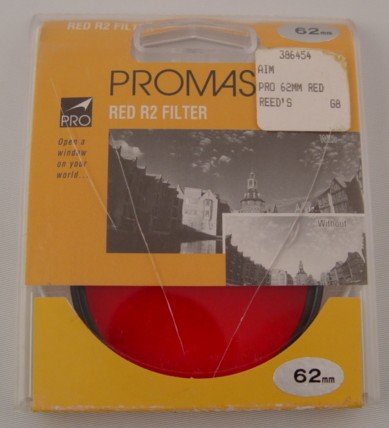 RED R2 FILTER
62mm
386454
AIM
PRO 62MM RED
REED'S G8
PROMAS
RED R2 FILTER
PRO
Open a
window
on your
world...
Without
62mm